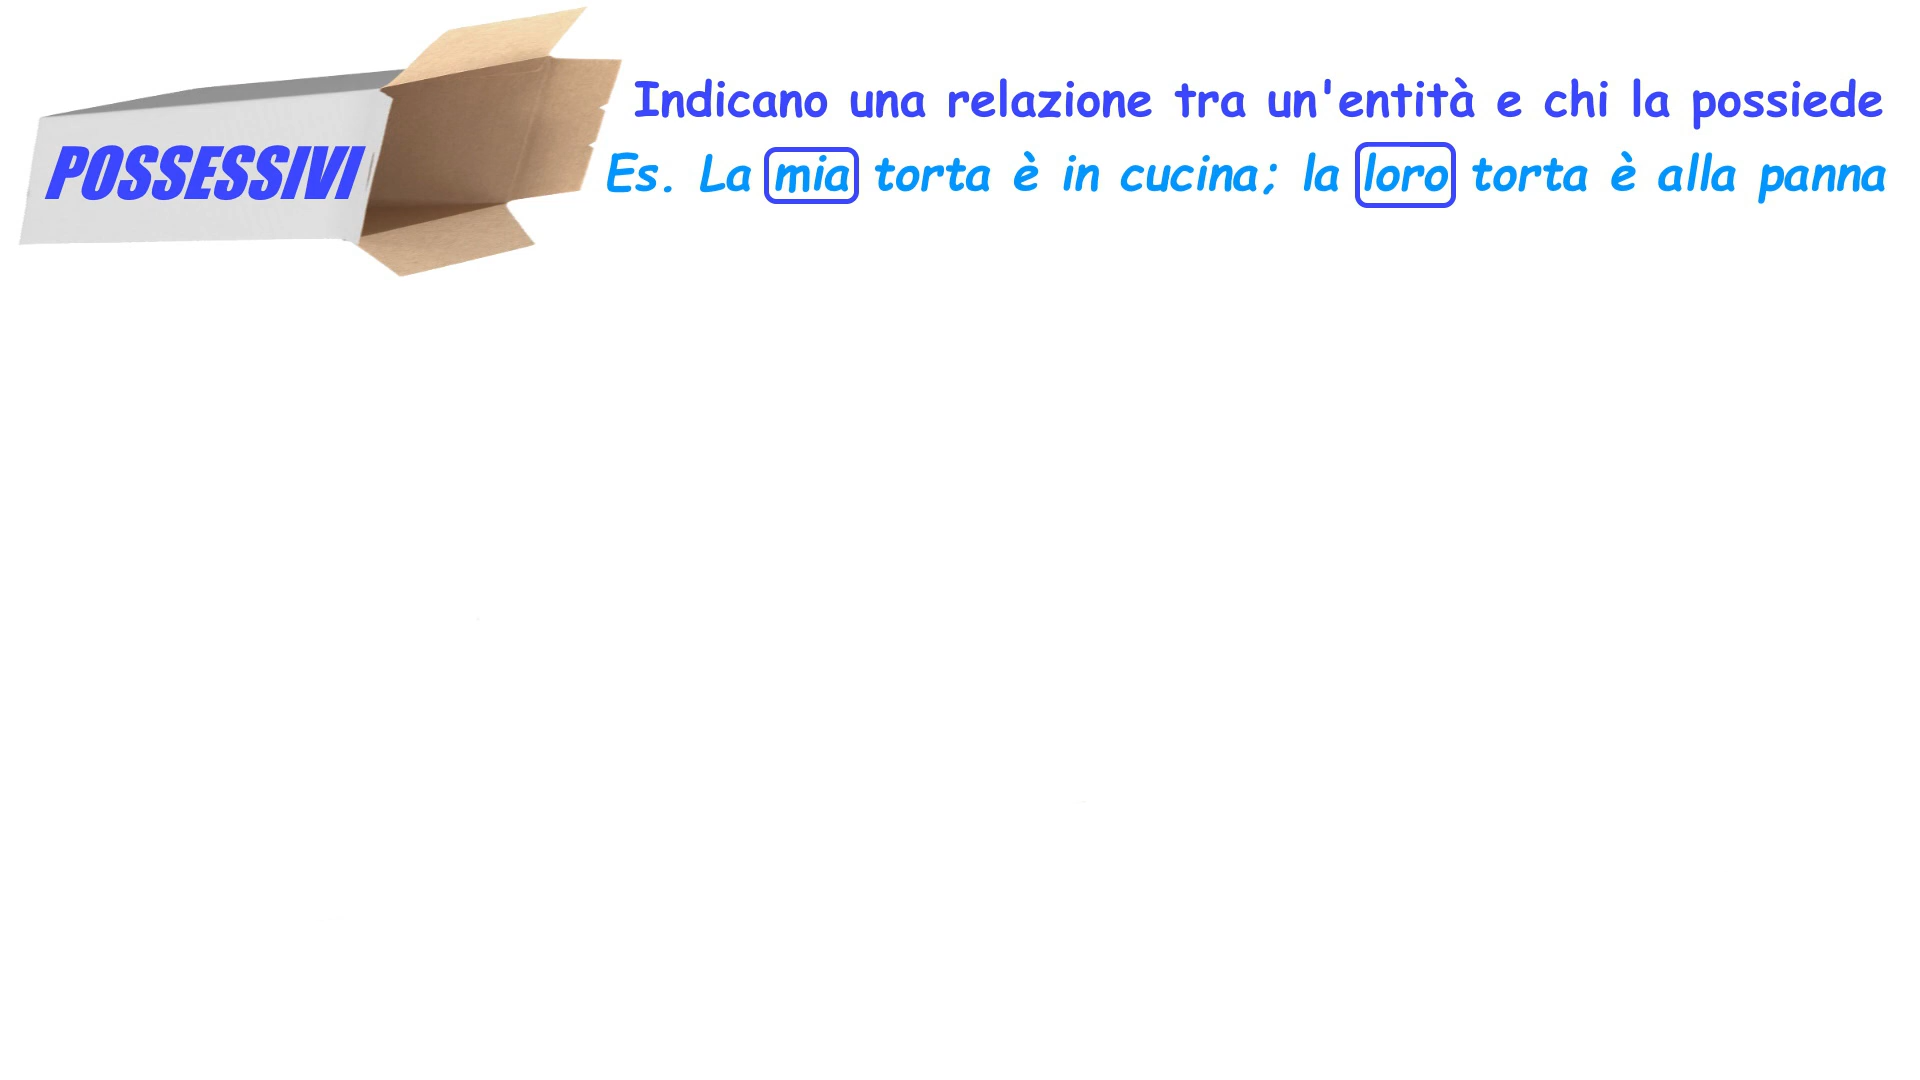 POSSESSIVI
Indicano una relazione tra un'entità e chi la possiede
Es. La mia torta è in cucina; la loro torta è alla panna